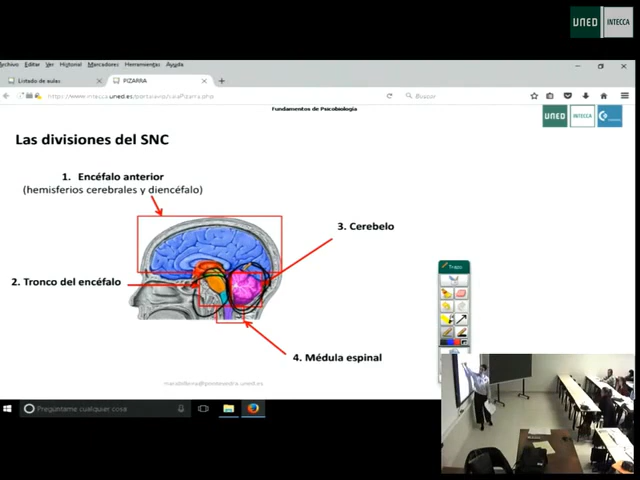 UNED INTECCA
Archivo Editar Ver Historial Marcadores Herramientas Ayuda
Listado de aulas
PIZARRA
Buscar
Fundamentos de Psicobiología
UNED INTECCA
Las divisiones del SNC
1. Encéfalo anterior
(hemisferios cerebrales y diencéfalo)
3. Cerebelo
2. Tronco del encéfalo
4. Médula espinal
Trazo
Pregúntame cualquier cosa